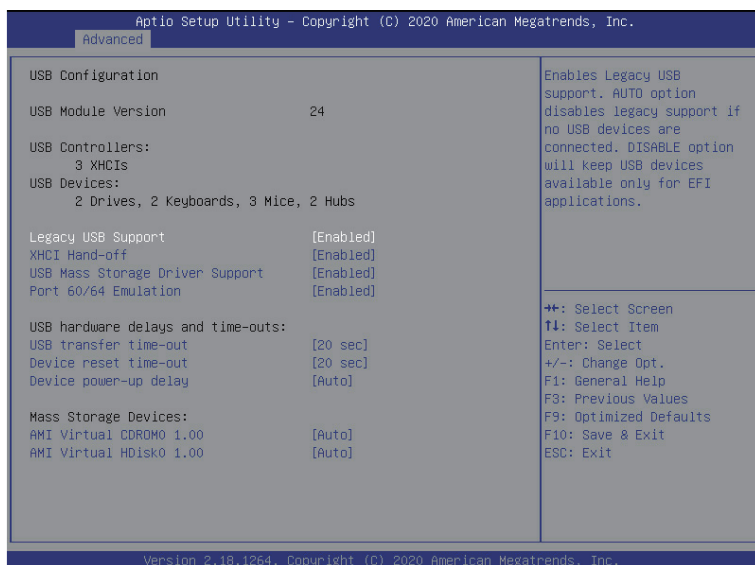 Aptio Setup Utility – Copyright (C) 2020 American Megatrends, Inc.
Advanced
USB Configuration
USB Module Version 24
USB Controllers:
3 XHCIs
USB Devices:
2 Drives, 2 Keyboards, 3 Mice, 2 Hubs
Legacy USB Support [Enabled]
XHCI Hand-off [Enabled]
USB Mass Storage Driver Support [Enabled]
Port 60/64 Emulation [Enabled]
USB hardware delays and time-outs:
USB transfer time-out [20 sec]
Device reset time-out [20 sec]
Device power-up delay [Auto]
Mass Storage Devices:
AMI Virtual CDROM0 1.00 [Auto]
AMI Virtual HDisk0 1.00 [Auto]
Enables Legacy USB
support. AUTO option
disables legacy support if
no USB devices are
connected. DISABLE option
will keep USB devices
available only for EFI
applications.
→←: Select Screen
↑↓: Select Item
Enter: Select
+/-: Change Opt.
F1: General Help
F3: Previous Values
F9: Optimized Defaults
F10: Save & Exit
ESC: Exit
Version 2.18.1264. Copyright (C) 2020 American Megatrends, Inc.